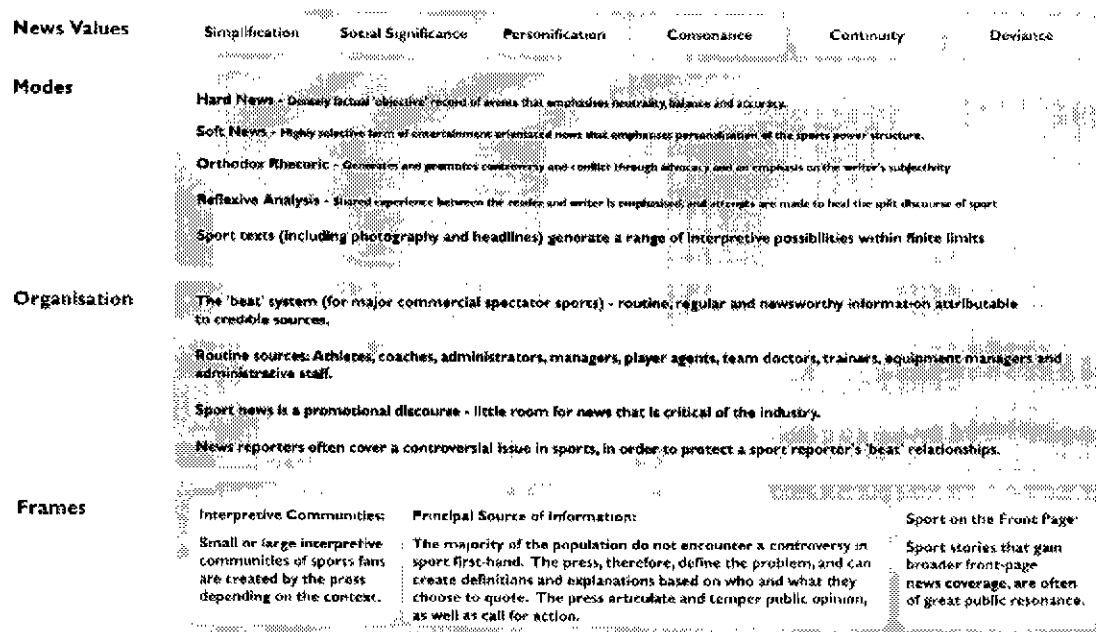 News Values
Simplification Social Significance Personification Consonance Continuity Deviance
Modes
Hard News - Densely factual 'objective' record of events that emphasises neutrality, balance and accuracy.
Soft News - Highly selective form of entertainment orientated news that emphasises personalisation of the sports power structure.
Orthodox Rhetoric - Generates and promotes controversy and conflict through advocacy and an emphasis on the writer's subjectivity
Reflexive Analysis - Shared experience between the reader and writer is emphasised, and attempts are made to heal the split discourse of sport
Sport texts (including photography and headlines) generate a range of interpretive possibilities within finite limits
Organisation
The 'beat' system (for major commercial spectator sports) - routine, regular and newsworthy information attributable
to credible sources.
Routine sources: Athletes, coaches, administrators, managers, player agents, team doctors, trainers, equipment managers and
administrative staff.
Sport news is a promotional discourse - little room for news that is critical of the industry.
News reporters often cover a controversial issue in sports, in order to protect a sport reporter's 'beat' relationships.
Frames
Interpretive Communities:
Small or large interpretive
communities of sports fans
are created by the press
depending on the context.
Principal Source of Information:
The majority of the population do not encounter a controversy in
sport first-hand. The press, therefore, define the problem, and can
create definitions and explanations based on who and what they
choose to quote. The press articulate and temper public opinion,
as well as call for action.
Sport on the Front Page
Sport stories that gain
broader front-page
news coverage, are often
of great public resonance.